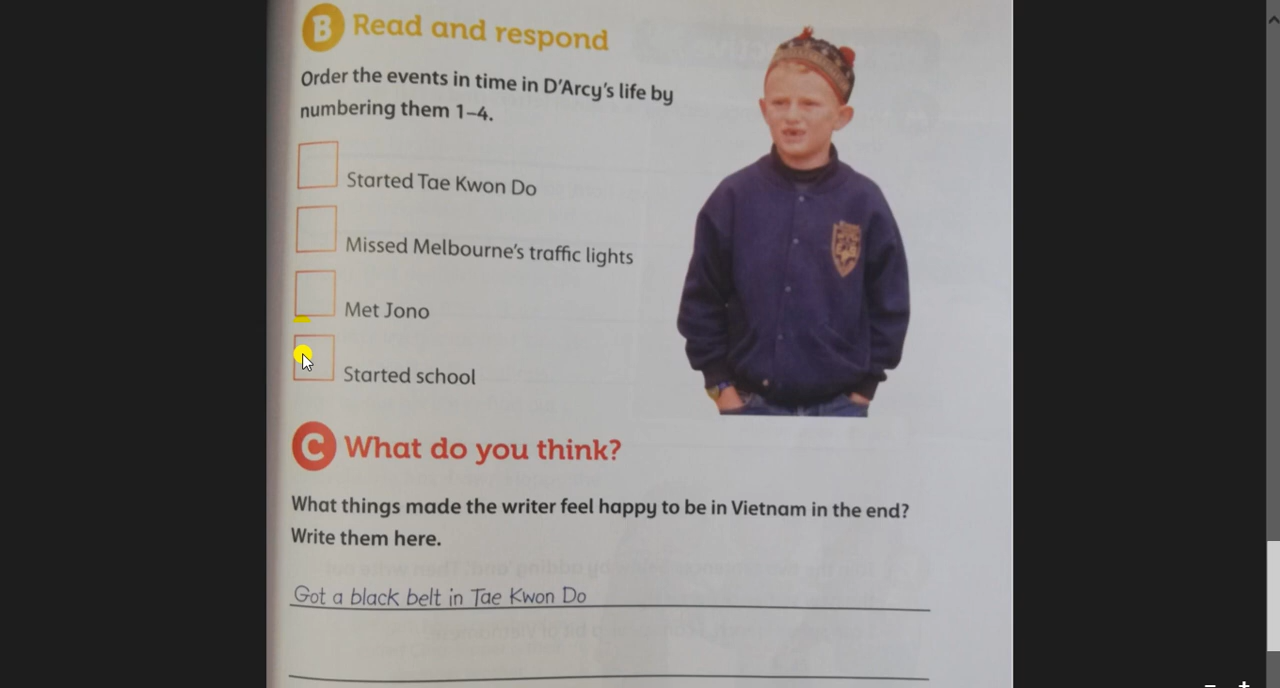 B Read and respond
Order the events in time in D'Arcy's life by
numbering them 1–4.
Started Tae Kwon Do
Missed Melbourne's traffic lights
Met Jono
Started school
C What do you think?
What things made the writer feel happy to be in Vietnam in the end?
Write them here.
Got a black belt in Tae Kwon Do